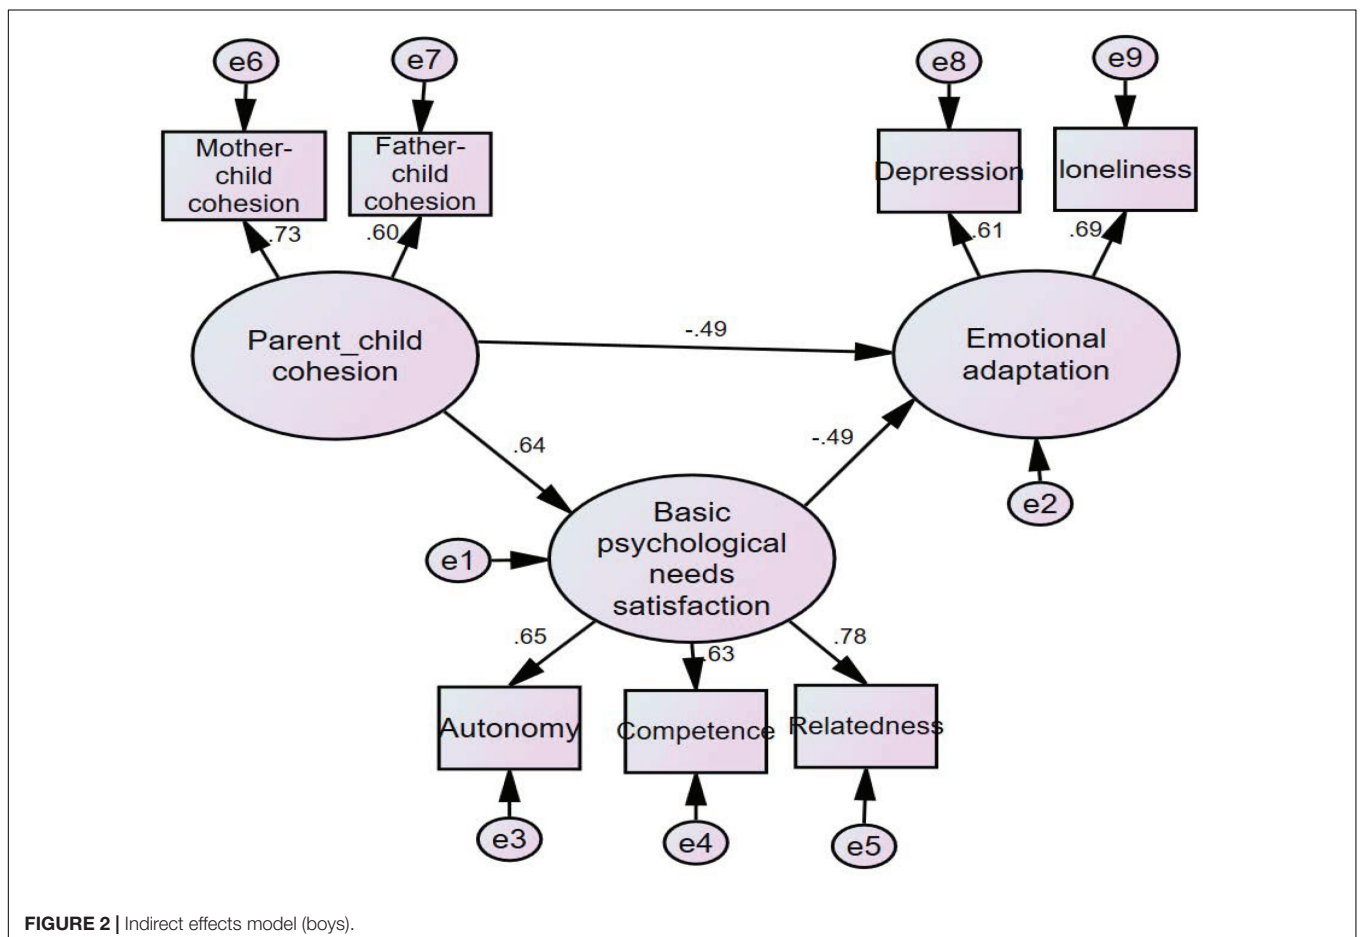 e6
e7
e8
e9
Mother-
child
cohesion
Father-
child
cohesion
Depression
loneliness
.73
.60
.61
.69
Parent_child
cohesion
-.49
Emotional
adaptation
.64
-.49
e2
Basic
psychological
needs
satisfaction
e1
.65
.63
.78
Autonomy
Competence
Relatedness
e3
e4
e5
FIGURE 2 | Indirect effects model (boys).